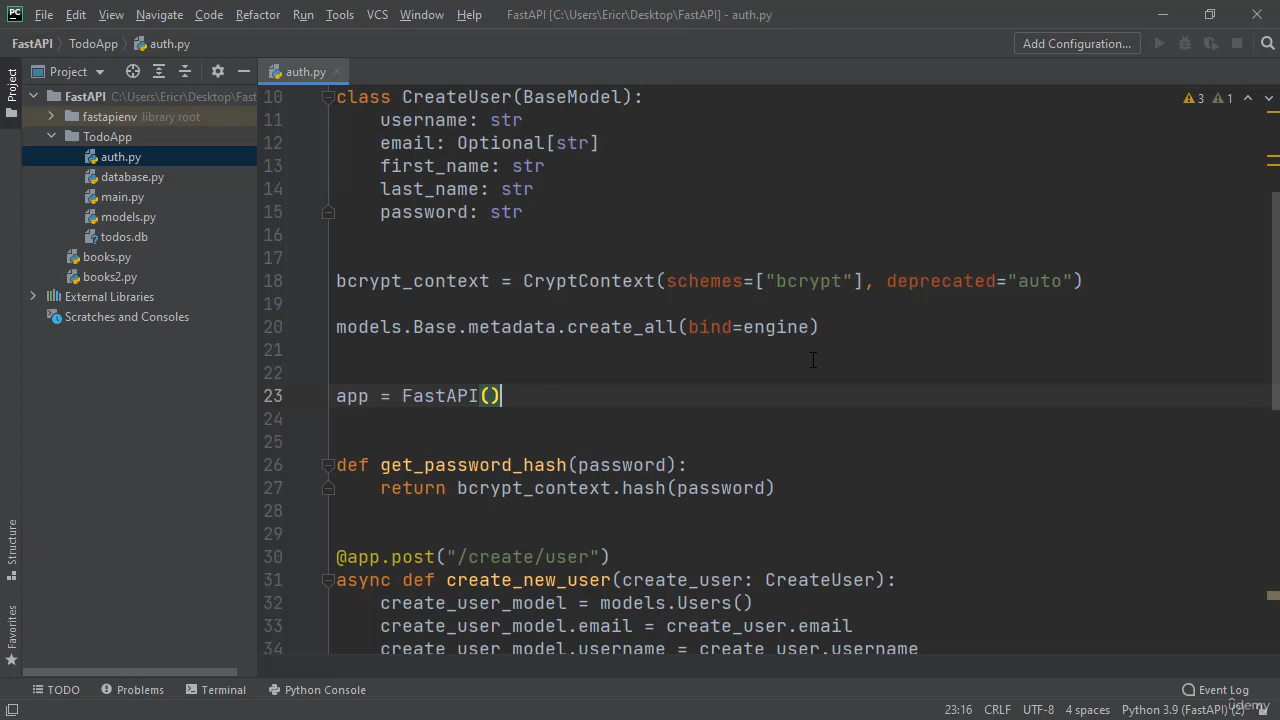 PC File Edit View Navigate Code Refactor Run Tools VCS Window Help FastAPI [C:\Users\Ericr\Desktop\FastAPI] - auth.py
FastAPI TodoApp auth.py Add Configuration...
Project auth.py
Project
FastAPI C:\Users\Ericr\Desktop\Fast
fastapienv library root
TodoApp
auth.py
database.py
main.py
models.py
todos.db
books.py
books2.py
External Libraries
Scratches and Consoles
Structure
Favorites
3 1
10 class CreateUser(BaseModel):
11 username: str
12 email: Optional[str]
13 first_name: str
14 last_name: str
15 password: str
16
17
18 bcrypt_context = CryptContext(schemes=["bcrypt"], deprecated="auto")
19
20 models.Base.metadata.create_all(bind=engine)
21
22
23 app = FastAPI()
24
25
26 def get_password_hash(password):
27 return bcrypt_context.hash(password)
28
29
30 @app.post("/create/user")
31 async def create_new_user(create_user: CreateUser):
32 create_user_model = models.Users()
33 create_user_model.email = create_user.email
34 create_user_model.username = create_user.username
TODO Problems Terminal Python Console Event Log
23:16 CRLF UTF-8 4 spaces Python 3.9 (FastAPI) (2)
Udemy